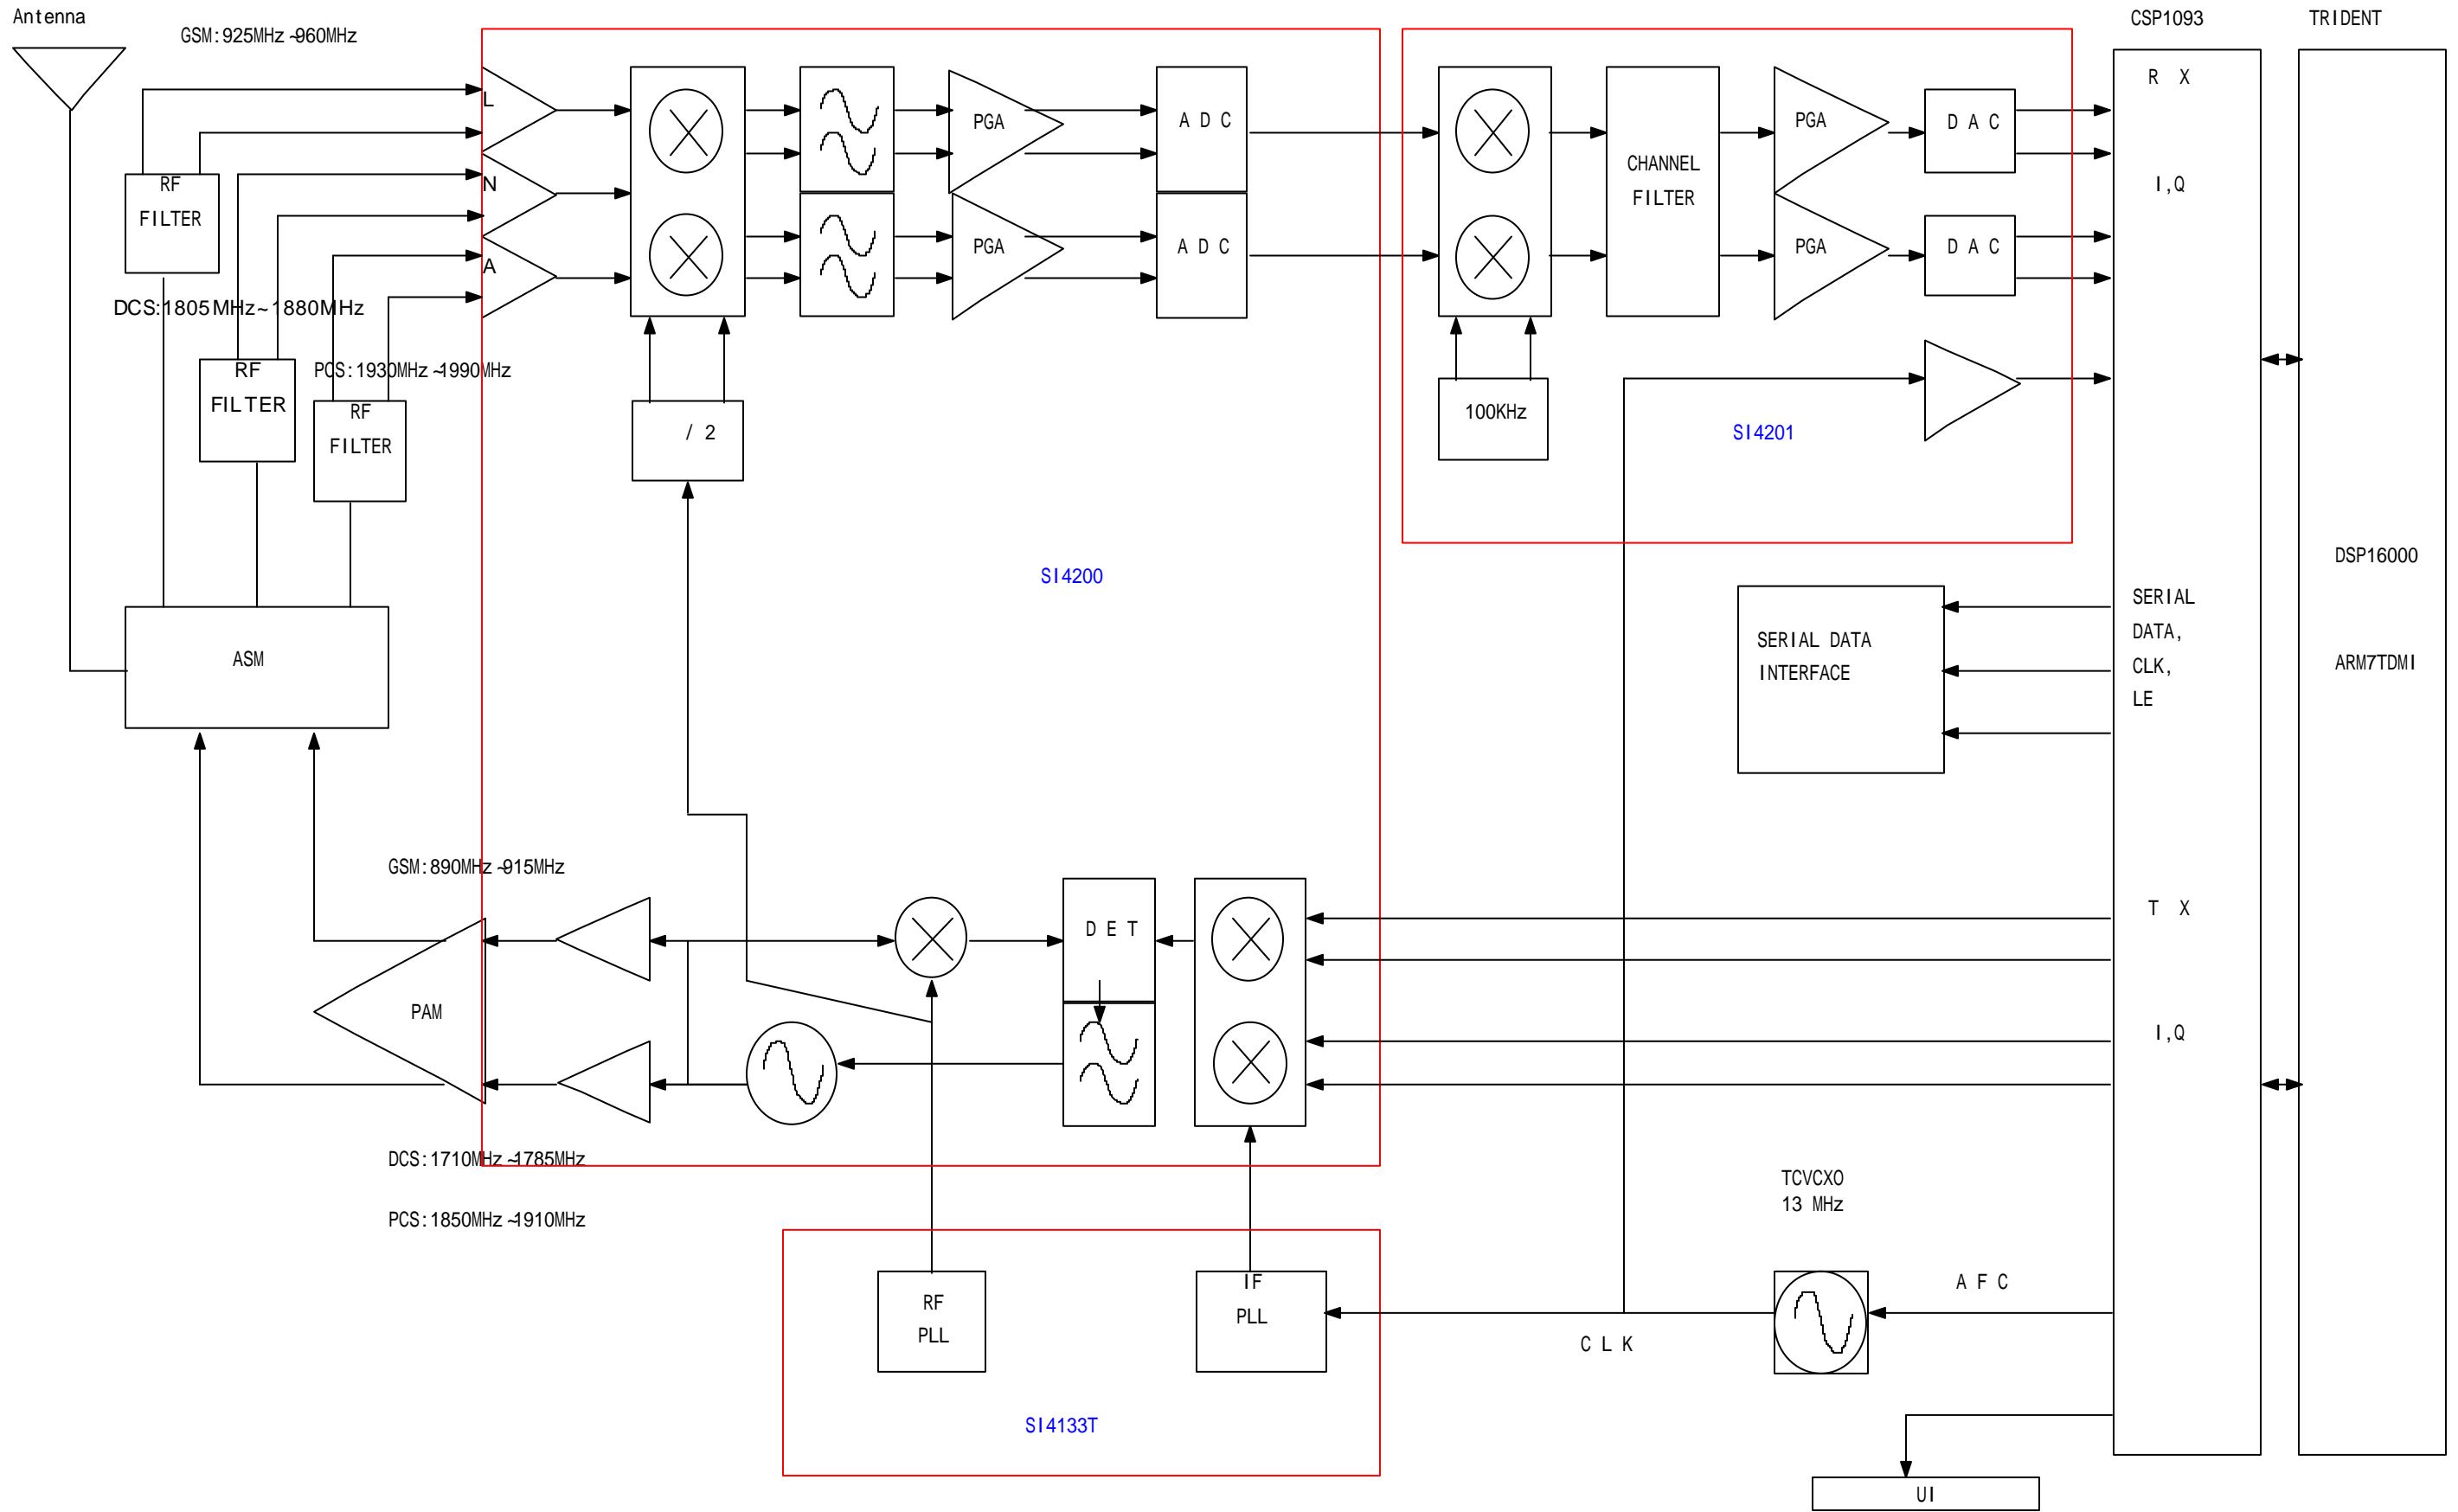 Antenna
GSM:925MHz~960MHz
CSP1093
TRIDENT
L
N
A
PGA
PGA
A D C
A D C
CHANNEL
FILTER
PGA
PGA
D A C
D A C
R X
I,Q
RF
FILTER
DCS:1805MHz~1880MHz
RF
FILTER
PCS:1930MHz~1990MHz
RF
FILTER
/ 2
100KHz
SI4201
SI4200
DSP16000
ARM7TDMI
SERIAL DATA
INTERFACE
SERIAL
DATA,
CLK,
LE
ASM
GSM:890MHz~915MHz
PAM
D E T
T X
I,Q
DCS:1710MHz~1785MHz
PCS:1850MHz~1910MHz
TCVCXO
13 MHz
RF
PLL
IF
PLL
C L K
A F C
SI4133T
UI